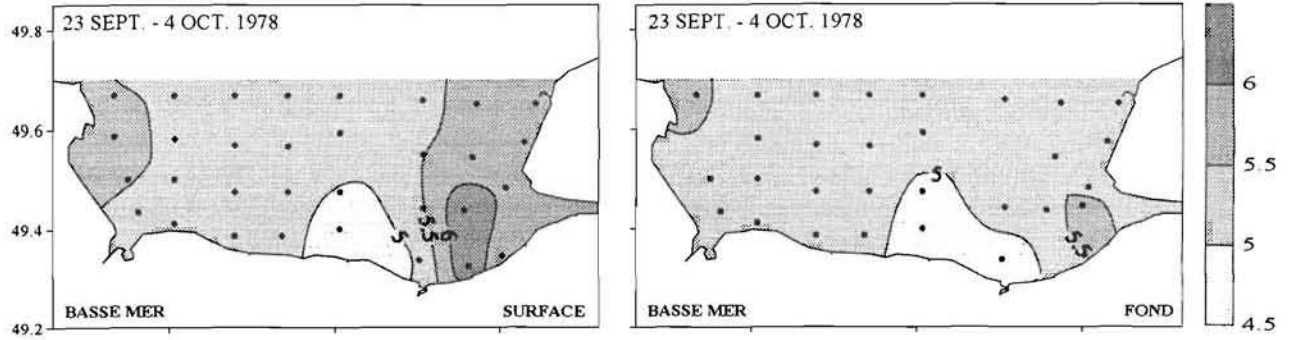 23 SEPT. - 4 OCT. 1978
49.8
49.6
49.4
49.2
5
5.5
6
BASSE MER
SURFACE
23 SEPT. - 4 OCT. 1978
5
5.5
BASSE MER
FOND
6
5.5
5
4.5